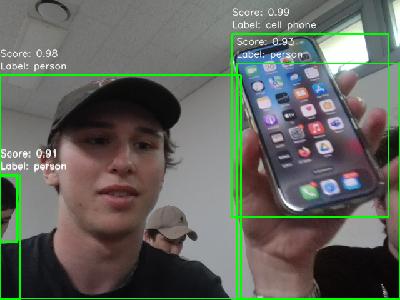 Score: 0.99
Label: cell phone
Score: 0.93
Label: person
Score: 0.98
Label: person
Score: 0.91
Label: person